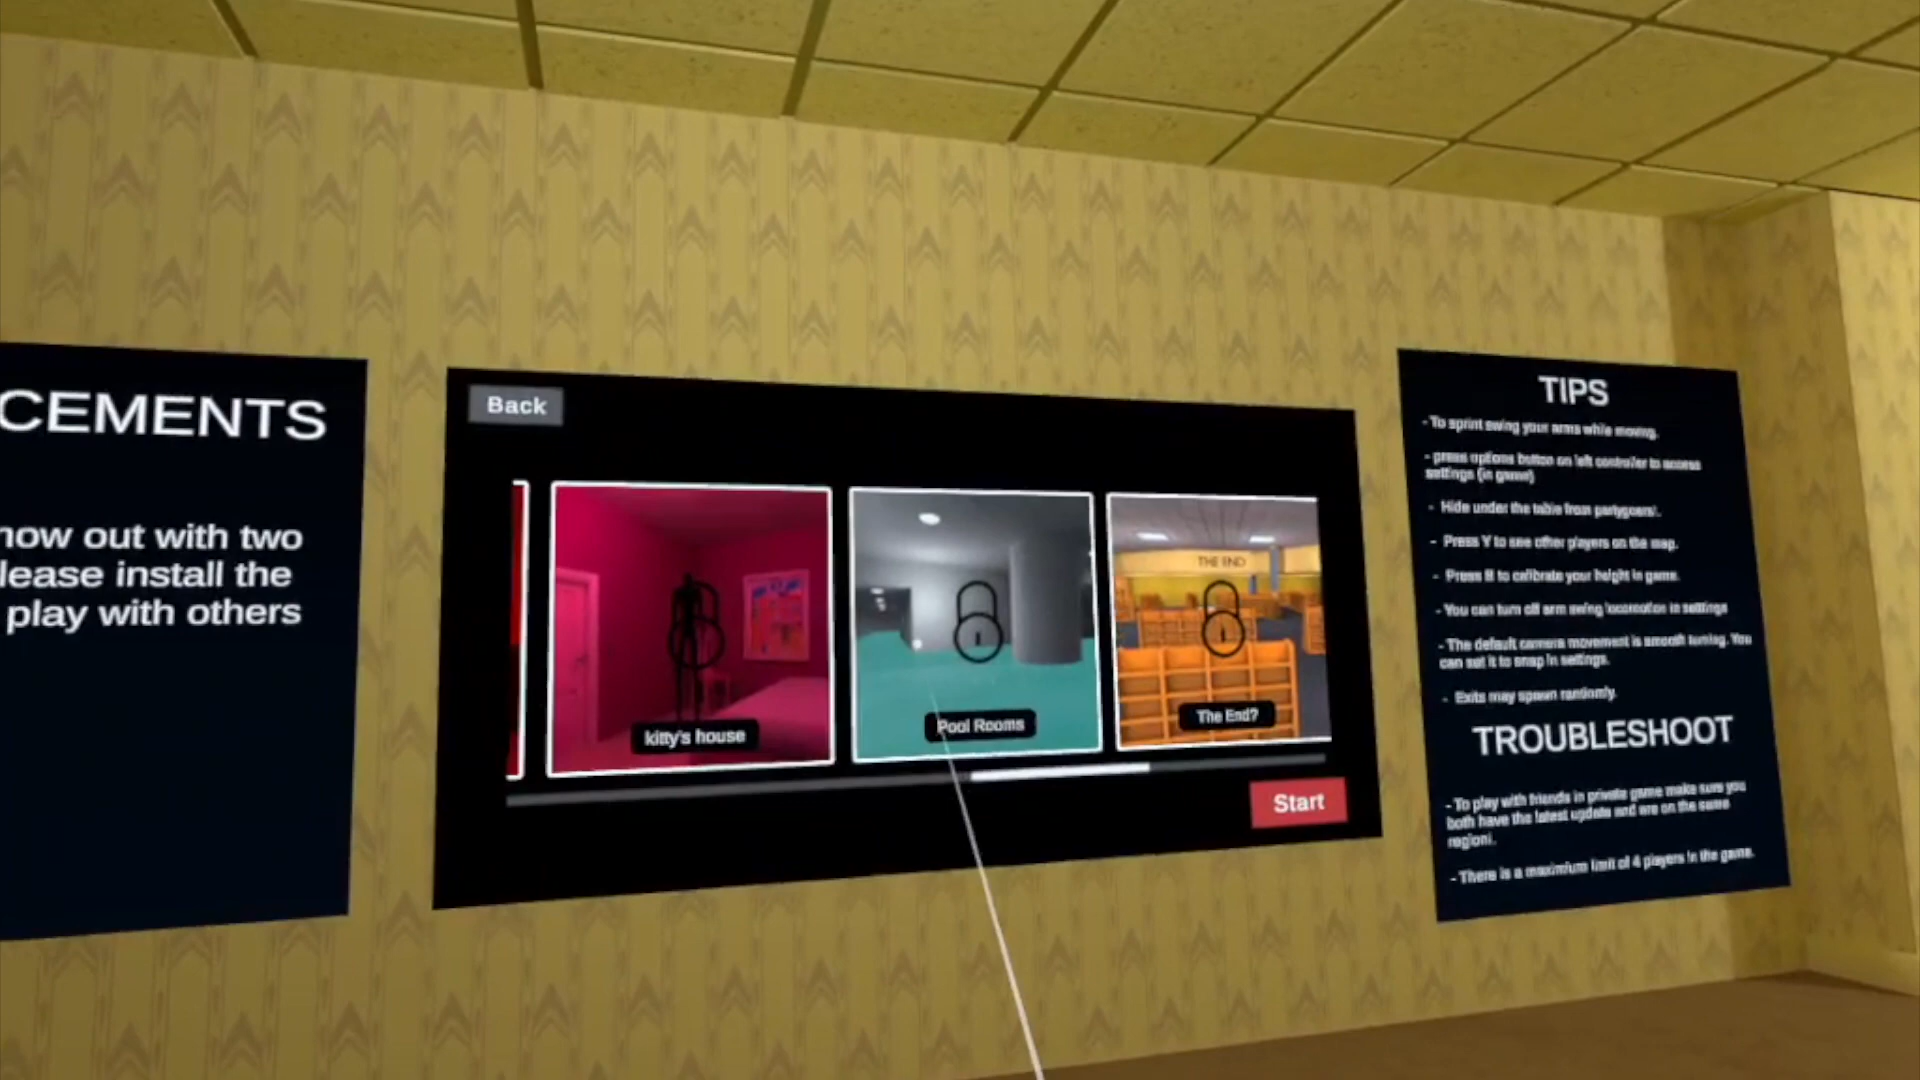 CEMENTS
now out with two
lease install the
play with others
Back
THE END
kitty's house
Pool Rooms
The End?
Start
TIPS
- To sprint swing your arms while moving.
- press options button on left controller to access
settings (in game)
- Hide under the table from partygoers!.
- Press Y to see other players on the map.
- Press B to calibrate your height in game.
- You can turn off arm swing locomotion in settings
- The default camera movement is smooth turning. You
can set it to snap in settings.
- Exits may spawn randomly.
TROUBLESHOOT
- To play with friends in private game make sure you
both have the latest update and are on the same
region!.
- There is a maximium limit of 4 players in the game.